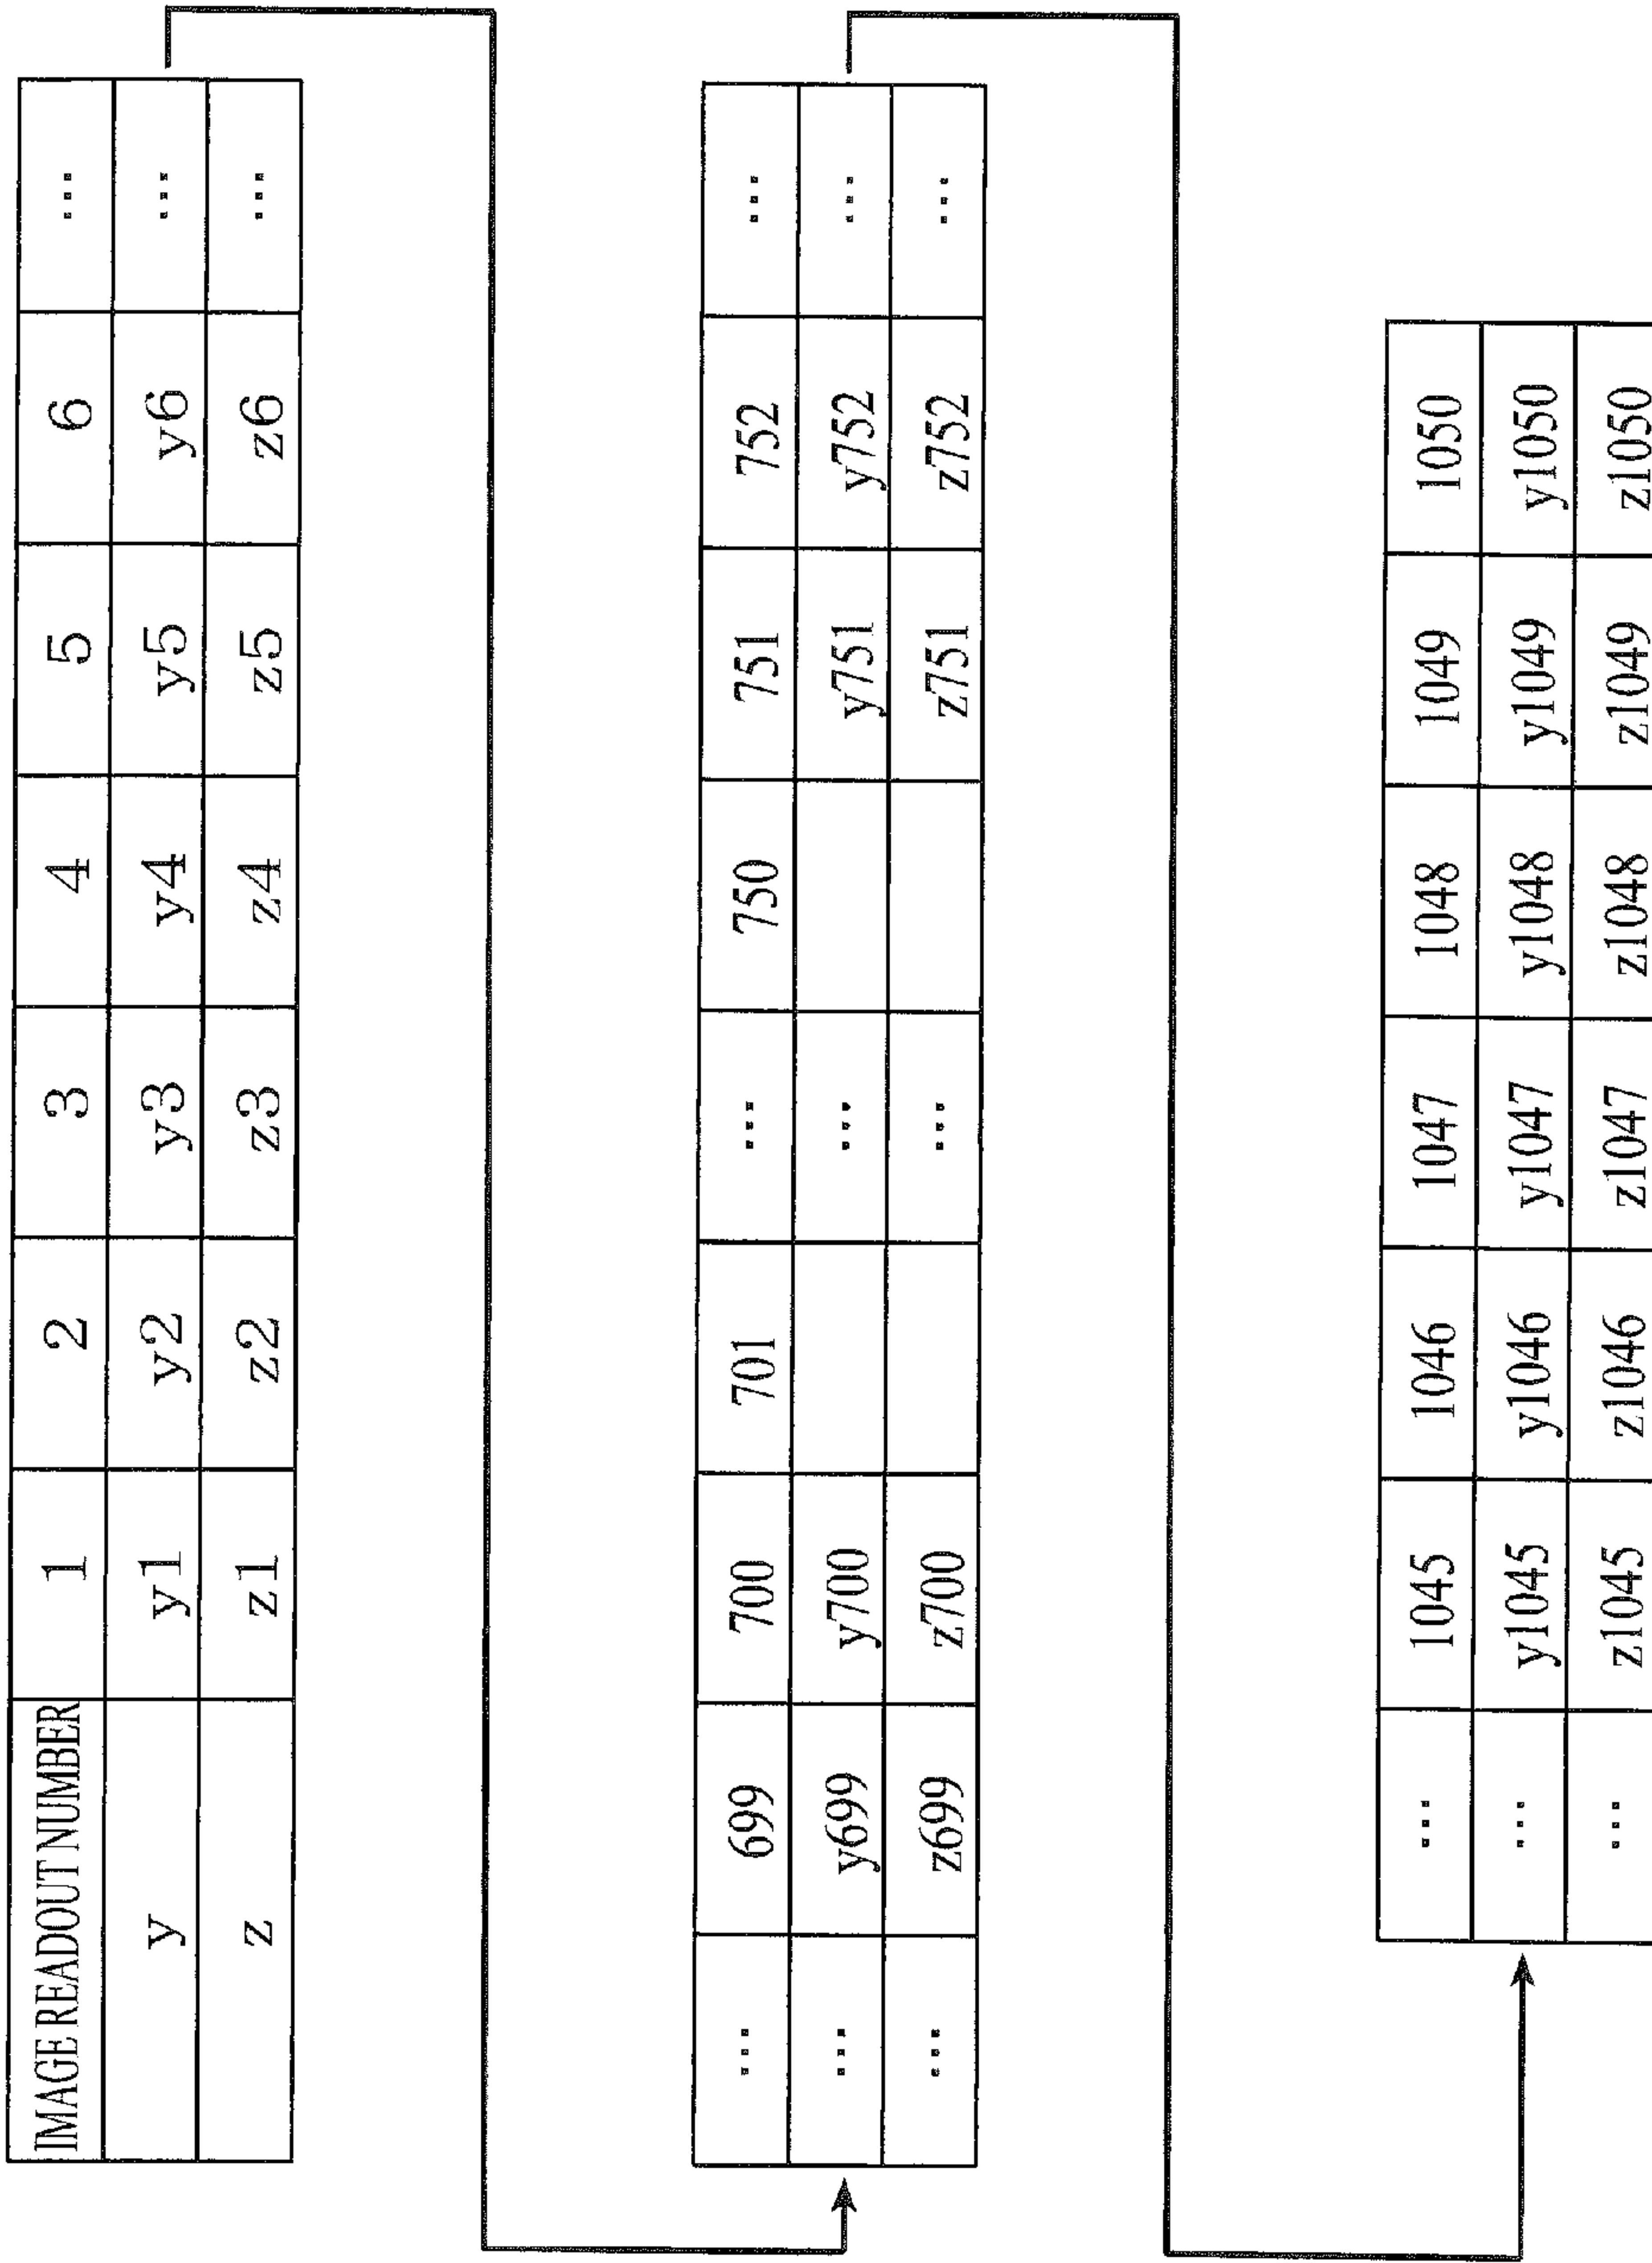 IMAGE READOUT NUMBER 1 2 3 4 5 6 ...
y y1 y2 y3 y4 y5 y6 ...
z z1 z2 z3 z4 z5 z6 ...
... 699 700 701 ... 750 751 752 ...
... y699 y700 ... y751 y752 ...
... z699 z700 ... z751 z752 ...
... 1045 1046 1047 1048 1049 1050
... y1045 y1046 y1047 y1048 y1049 y1050
... z1045 z1046 z1047 z1048 z1049 z1050